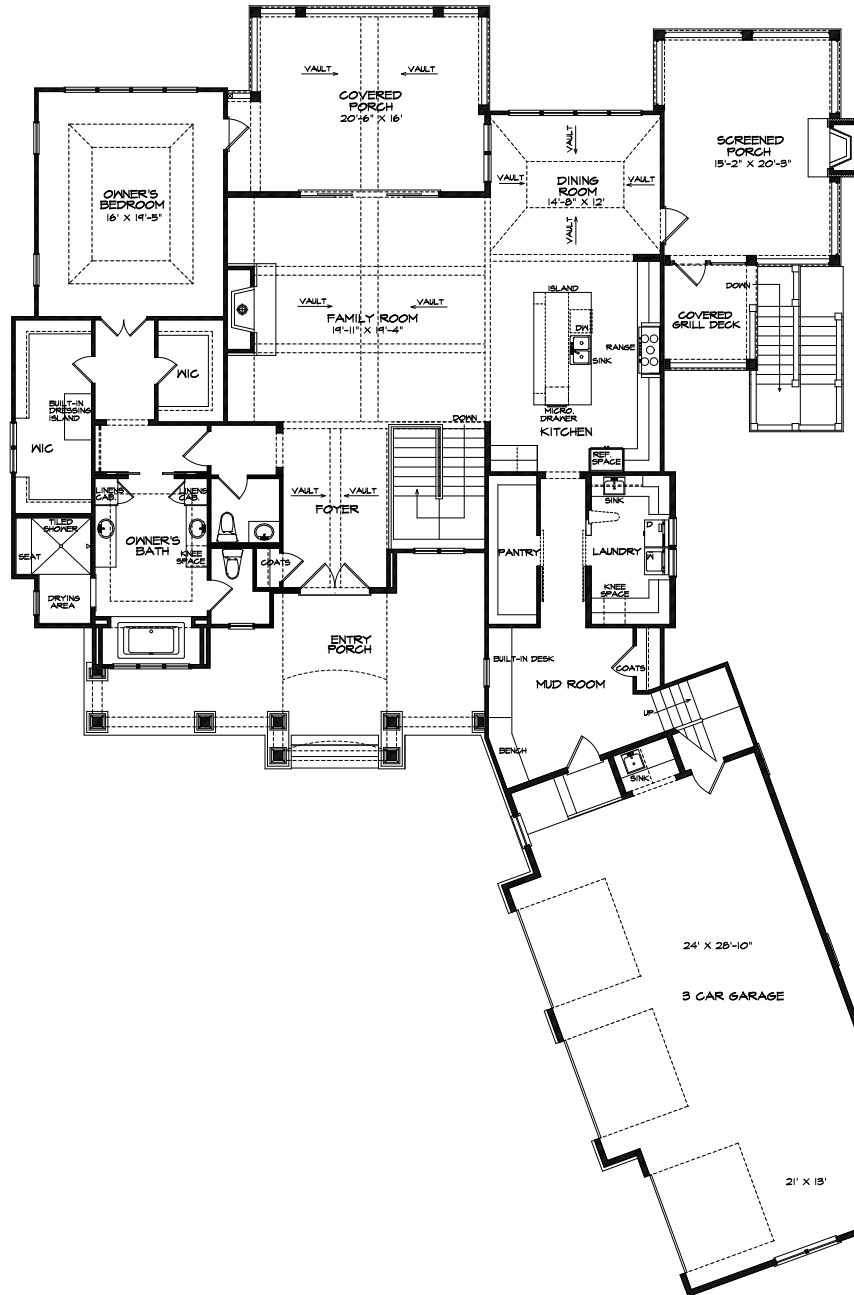 VAULT VAULT
COVERED
PORCH
20'-6" X 16'
VAULT
SCREENED
PORCH
15'-2" X 20'-3"
VAULT
DINING
ROOM
14'-8" X 12'
VAULT
VAULT
OWNER'S
BEDROOM
16' X 19'-5"
DOWN
ISLAND
VAULT VAULT
FAMILY ROOM
19'-11" X 19'-4"
COVERED
GRILL DECK
DW
RANGE
SINK
WIC
BUILT-IN
DRESSING
ISLAND
MICRO.
DRAWER
DOWN
KITCHEN
WIC
REF.
SPACE
LINENS
CAB.
LINENS
CAB.
VAULT VAULT
FOYER
SINK
TILED
SHOWER
SEAT
OWNER'S
BATH
KNEE
SPACE
COATS
PANTRY
LAUNDRY
D
W
DRYING
AREA
KNEE
SPACE
ENTRY
PORCH
BUILT-IN DESK
COATS
MUD ROOM
UP
BENCH
SINK
24' X 28'-10"
3 CAR GARAGE
21' X 13'